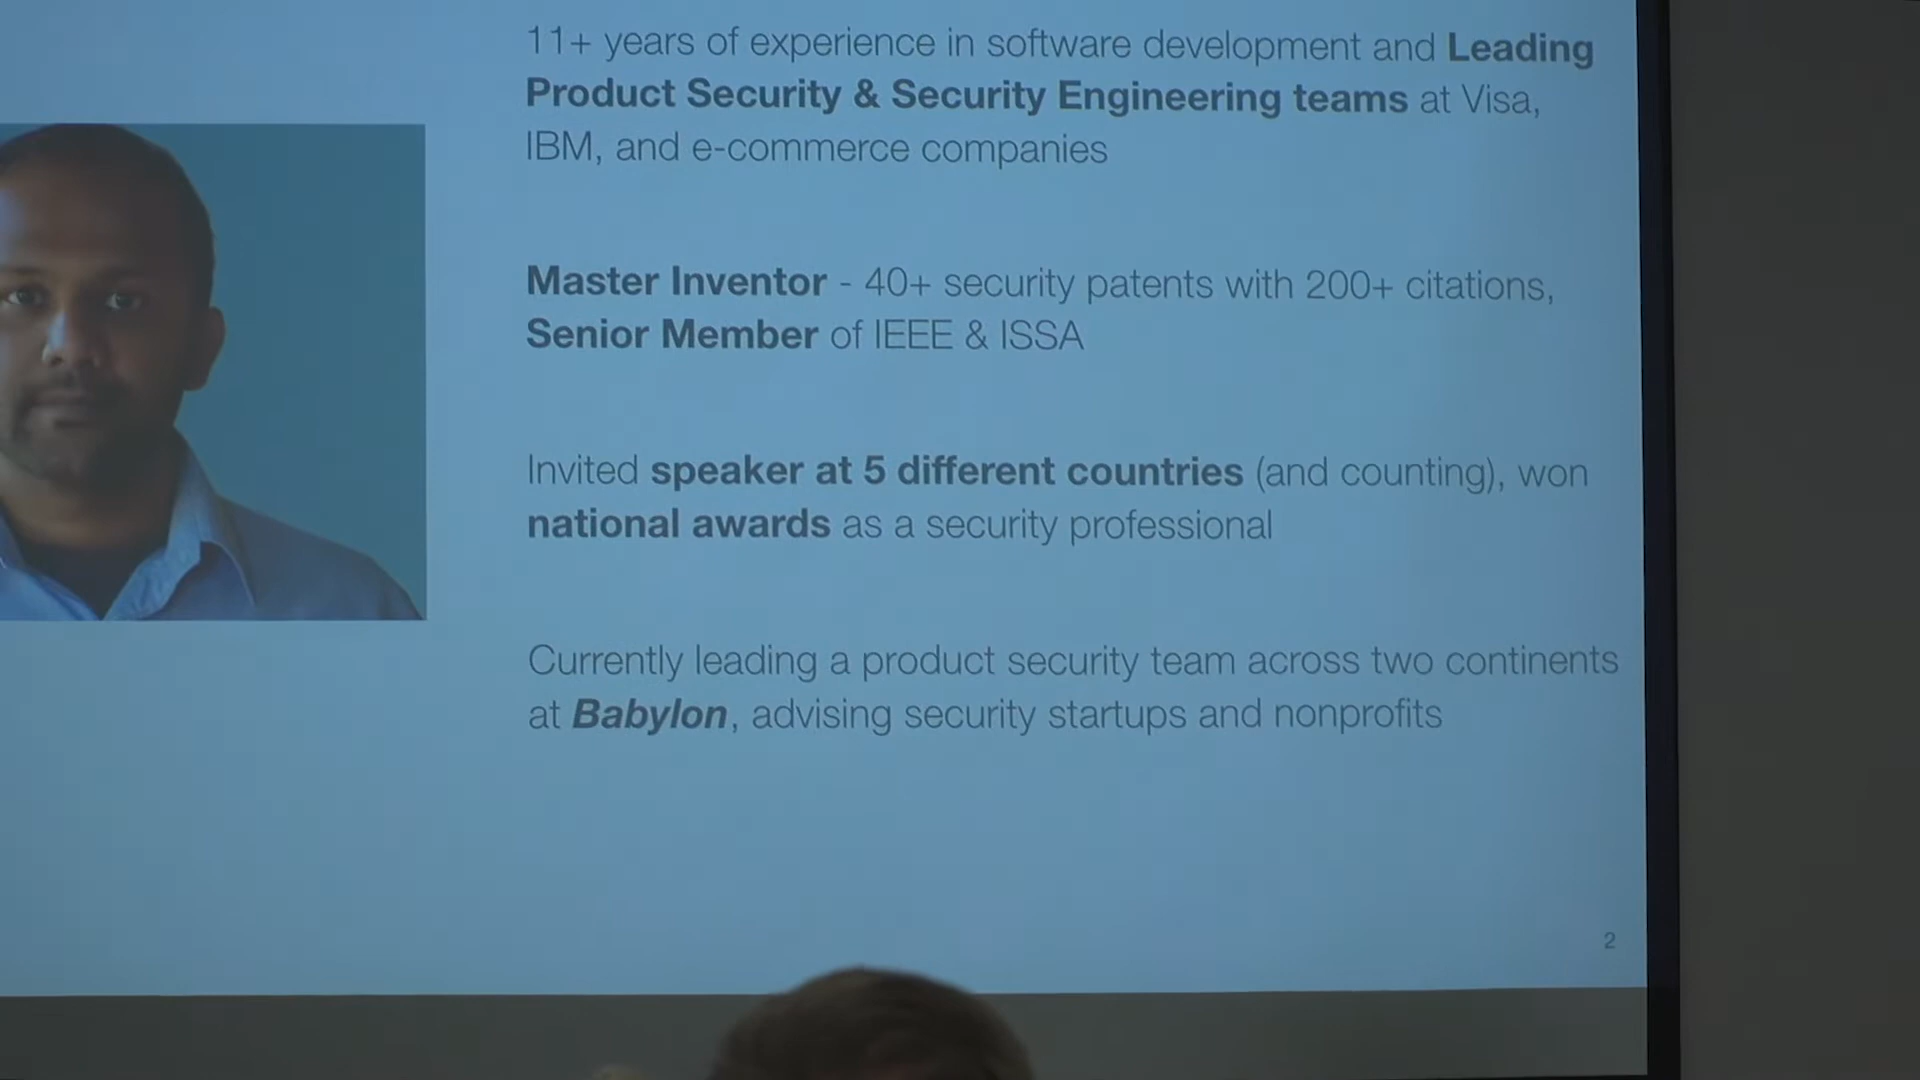 11+ years of experience in software development and Leading
Product Security & Security Engineering teams at Visa,
IBM, and e-commerce companies
Master Inventor - 40+ security patents with 200+ citations,
Senior Member of IEEE & ISSA
Invited speaker at 5 different countries (and counting), won
national awards as a security professional
Currently leading a product security team across two continents
at Babylon, advising security startups and nonprofits
2